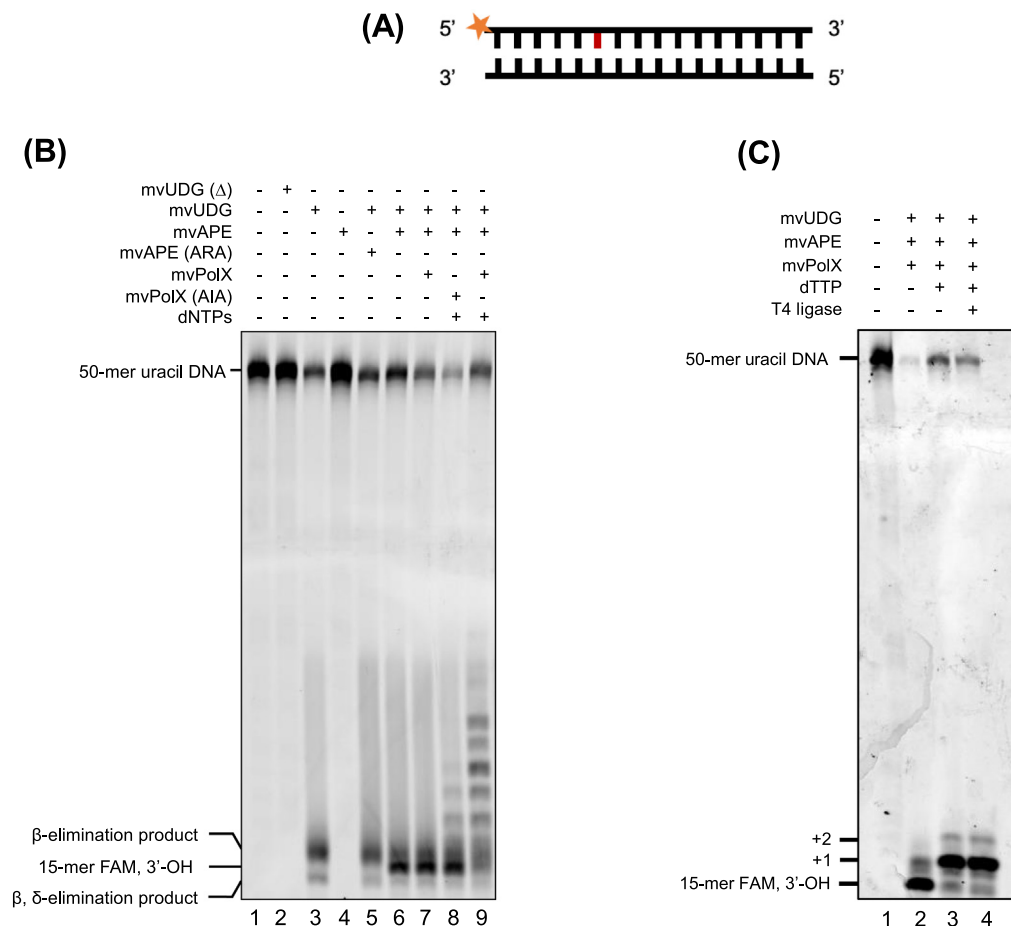 (A)
5' 3'
3' 5'
(B)
mvUDG (Δ) - + - - - - - - -
mvUDG - - + - + + + + +
mvAPE - - - + - + + + +
mvAPE (ARA) - - - - + - - - -
mvPolX - - - - - - + - +
mvPolX (AIA) - - - - - - - + -
dNTPs - - - - - - - + +
50-mer uracil DNA
β-elimination product
15-mer FAM, 3'-OH
β, δ-elimination product
1 2 3 4 5 6 7 8 9
(C)
mvUDG - + + +
mvAPE - + + +
mvPolX - + + +
dTTP - - + +
T4 ligase - - - +
50-mer uracil DNA
+2
+1
15-mer FAM, 3'-OH
1 2 3 4